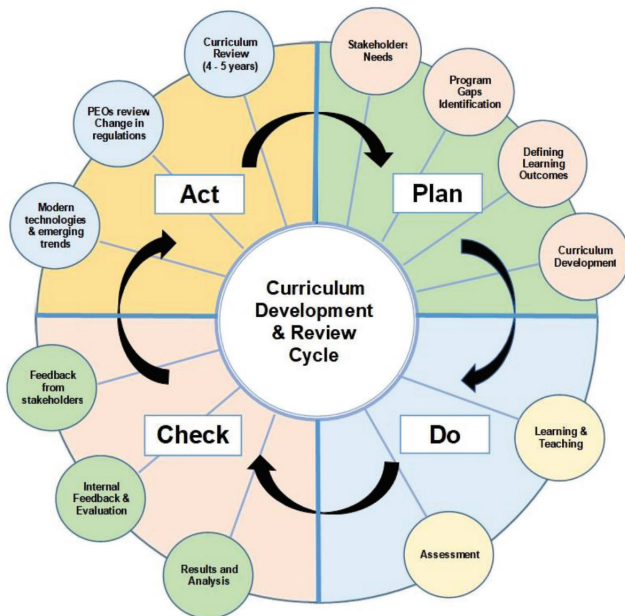 Curriculum
Review
(4 - 5 years)
Stakeholders
Needs
Program
Gaps
Identification
PEOs review
Change in
regulations
Defining
Learning
Outcomes
Act
Plan
Modern
technologies
& emerging
trends
Curriculum
Development
Curriculum
Development
& Review
Cycle
Feedback
from
stakeholders
Check
Do
Learning &
Teaching
Internal
Feedback &
Evaluation
Results and
Analysis
Assessment